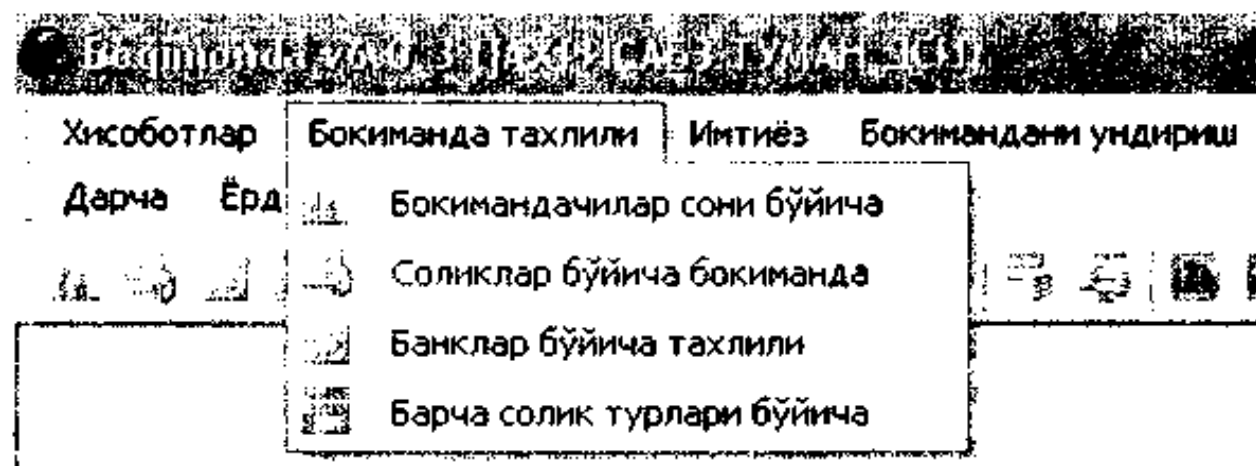 Хисоботлар Бокиманда тахлили Имтиёз Бокимандани ундириш
Дарча Ёрд
Бокимандачилар сони бўйича
Соликлар бўйича бокиманда
Банклар бўйича тахлили
Барча солик турлари бўйича